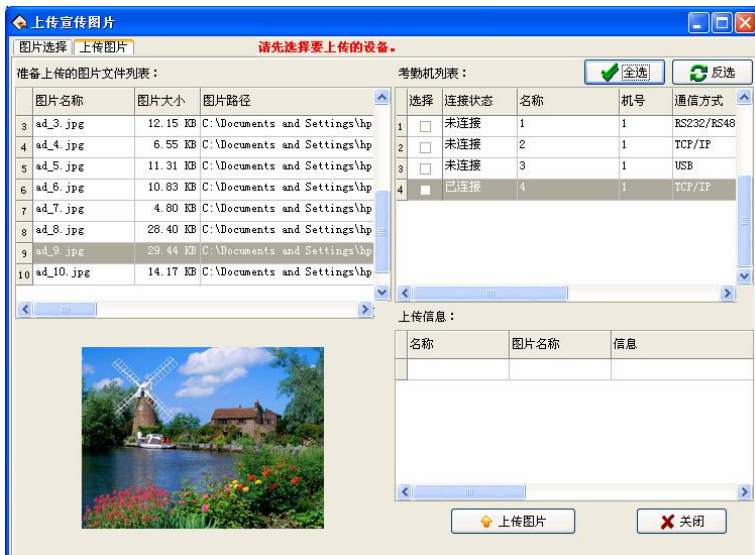 上传宣传图片
图片选择 上传图片 请先选择要上传的设备。
准备上传的图片文件列表：
图片名称 图片大小 图片路径
3 ad_3.jpg 12.15 KB C:\Documents and Settings\hp
4 ad_4.jpg 6.55 KB C:\Documents and Settings\hp
5 ad_5.jpg 11.31 KB C:\Documents and Settings\hp
6 ad_6.jpg 10.83 KB C:\Documents and Settings\hp
7 ad_7.jpg 4.80 KB C:\Documents and Settings\hp
8 ad_8.jpg 28.40 KB C:\Documents and Settings\hp
9 ad_9.jpg 29.44 KB C:\Documents and Settings\hp
10 ad_10.jpg 14.17 KB C:\Documents and Settings\hp
考勤机列表： 全选 反选
选择 连接状态 名称 机号 通信方式
1 未连接 1 1 RS232/RS48
2 未连接 2 1 TCP/IP
3 未连接 3 1 USB
4 已连接 4 1 TCP/IP
上传信息：
名称 图片名称 信息
上传图片 关闭